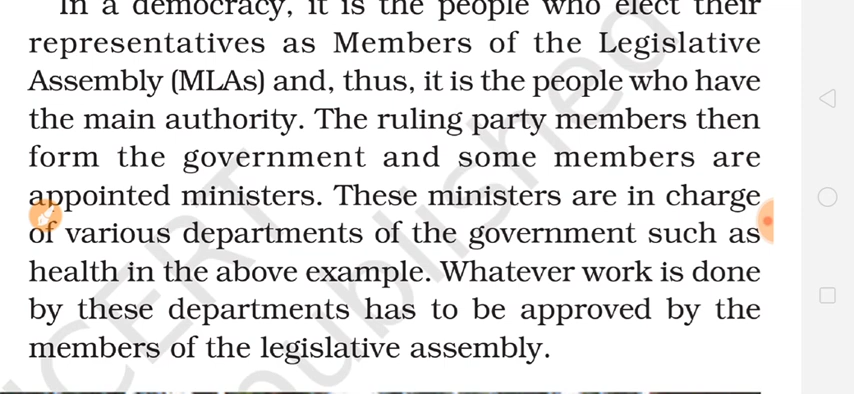 In a democracy, it is the people who elect their
representatives as Members of the Legislative
Assembly (MLAs) and, thus, it is the people who have
the main authority. The ruling party members then
form the government and some members are
appointed ministers. These ministers are in charge
of various departments of the government such as
health in the above example. Whatever work is done
by these departments has to be approved by the
members of the legislative assembly.
NCERT
published